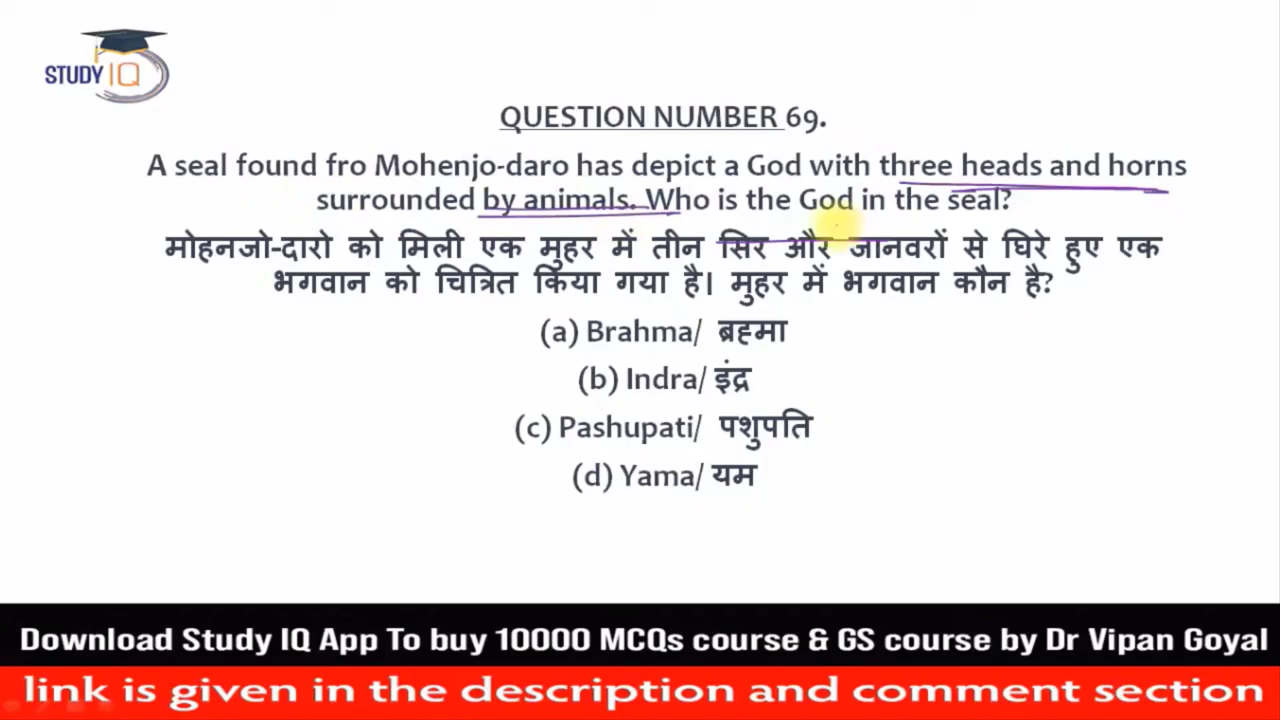 STUDY IQ
QUESTION NUMBER 69.
A seal found fro Mohenjo-daro has depict a God with three heads and horns
surrounded by animals. Who is the God in the seal?
मोहनजो-दारो को मिली एक मुहर में तीन सिर और जानवरों से घिरे हुए एक
भगवान को चित्रित किया गया है। मुहर में भगवान कौन है?
(a) Brahma/ ब्रह्मा
(b) Indra/ इंद्र
(c) Pashupati/ पशुपति
(d) Yama/ यम
Download Study IQ App To buy 10000 MCQs course & GS course by Dr Vipan Goyal
link is given in the description and comment section